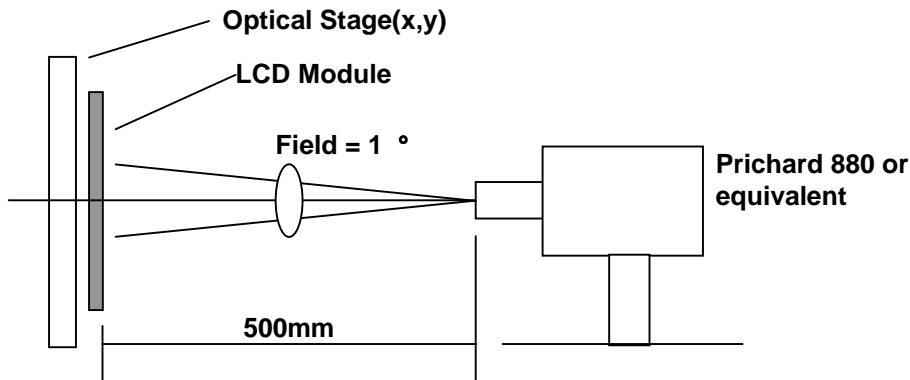 Optical Stage(x,y)
LCD Module
Field = 1 °
Prichard 880 or
equivalent
500mm